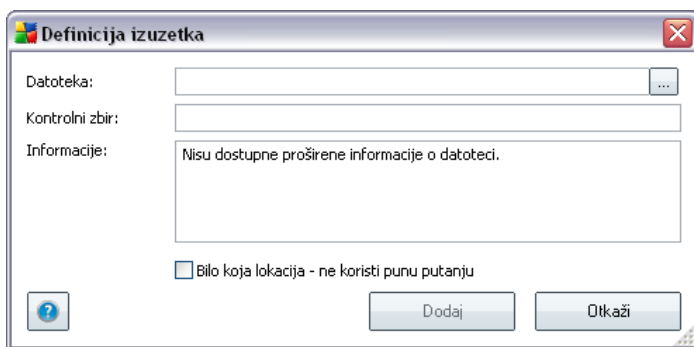 Definicija izuzetka
Datoteka:
...
Kontrolni zbir:
Informacije:
Nisu dostupne proširene informacije o datoteci.
Bilo koja lokacija - ne koristi punu putanju
?
Dodaj
Otkaži